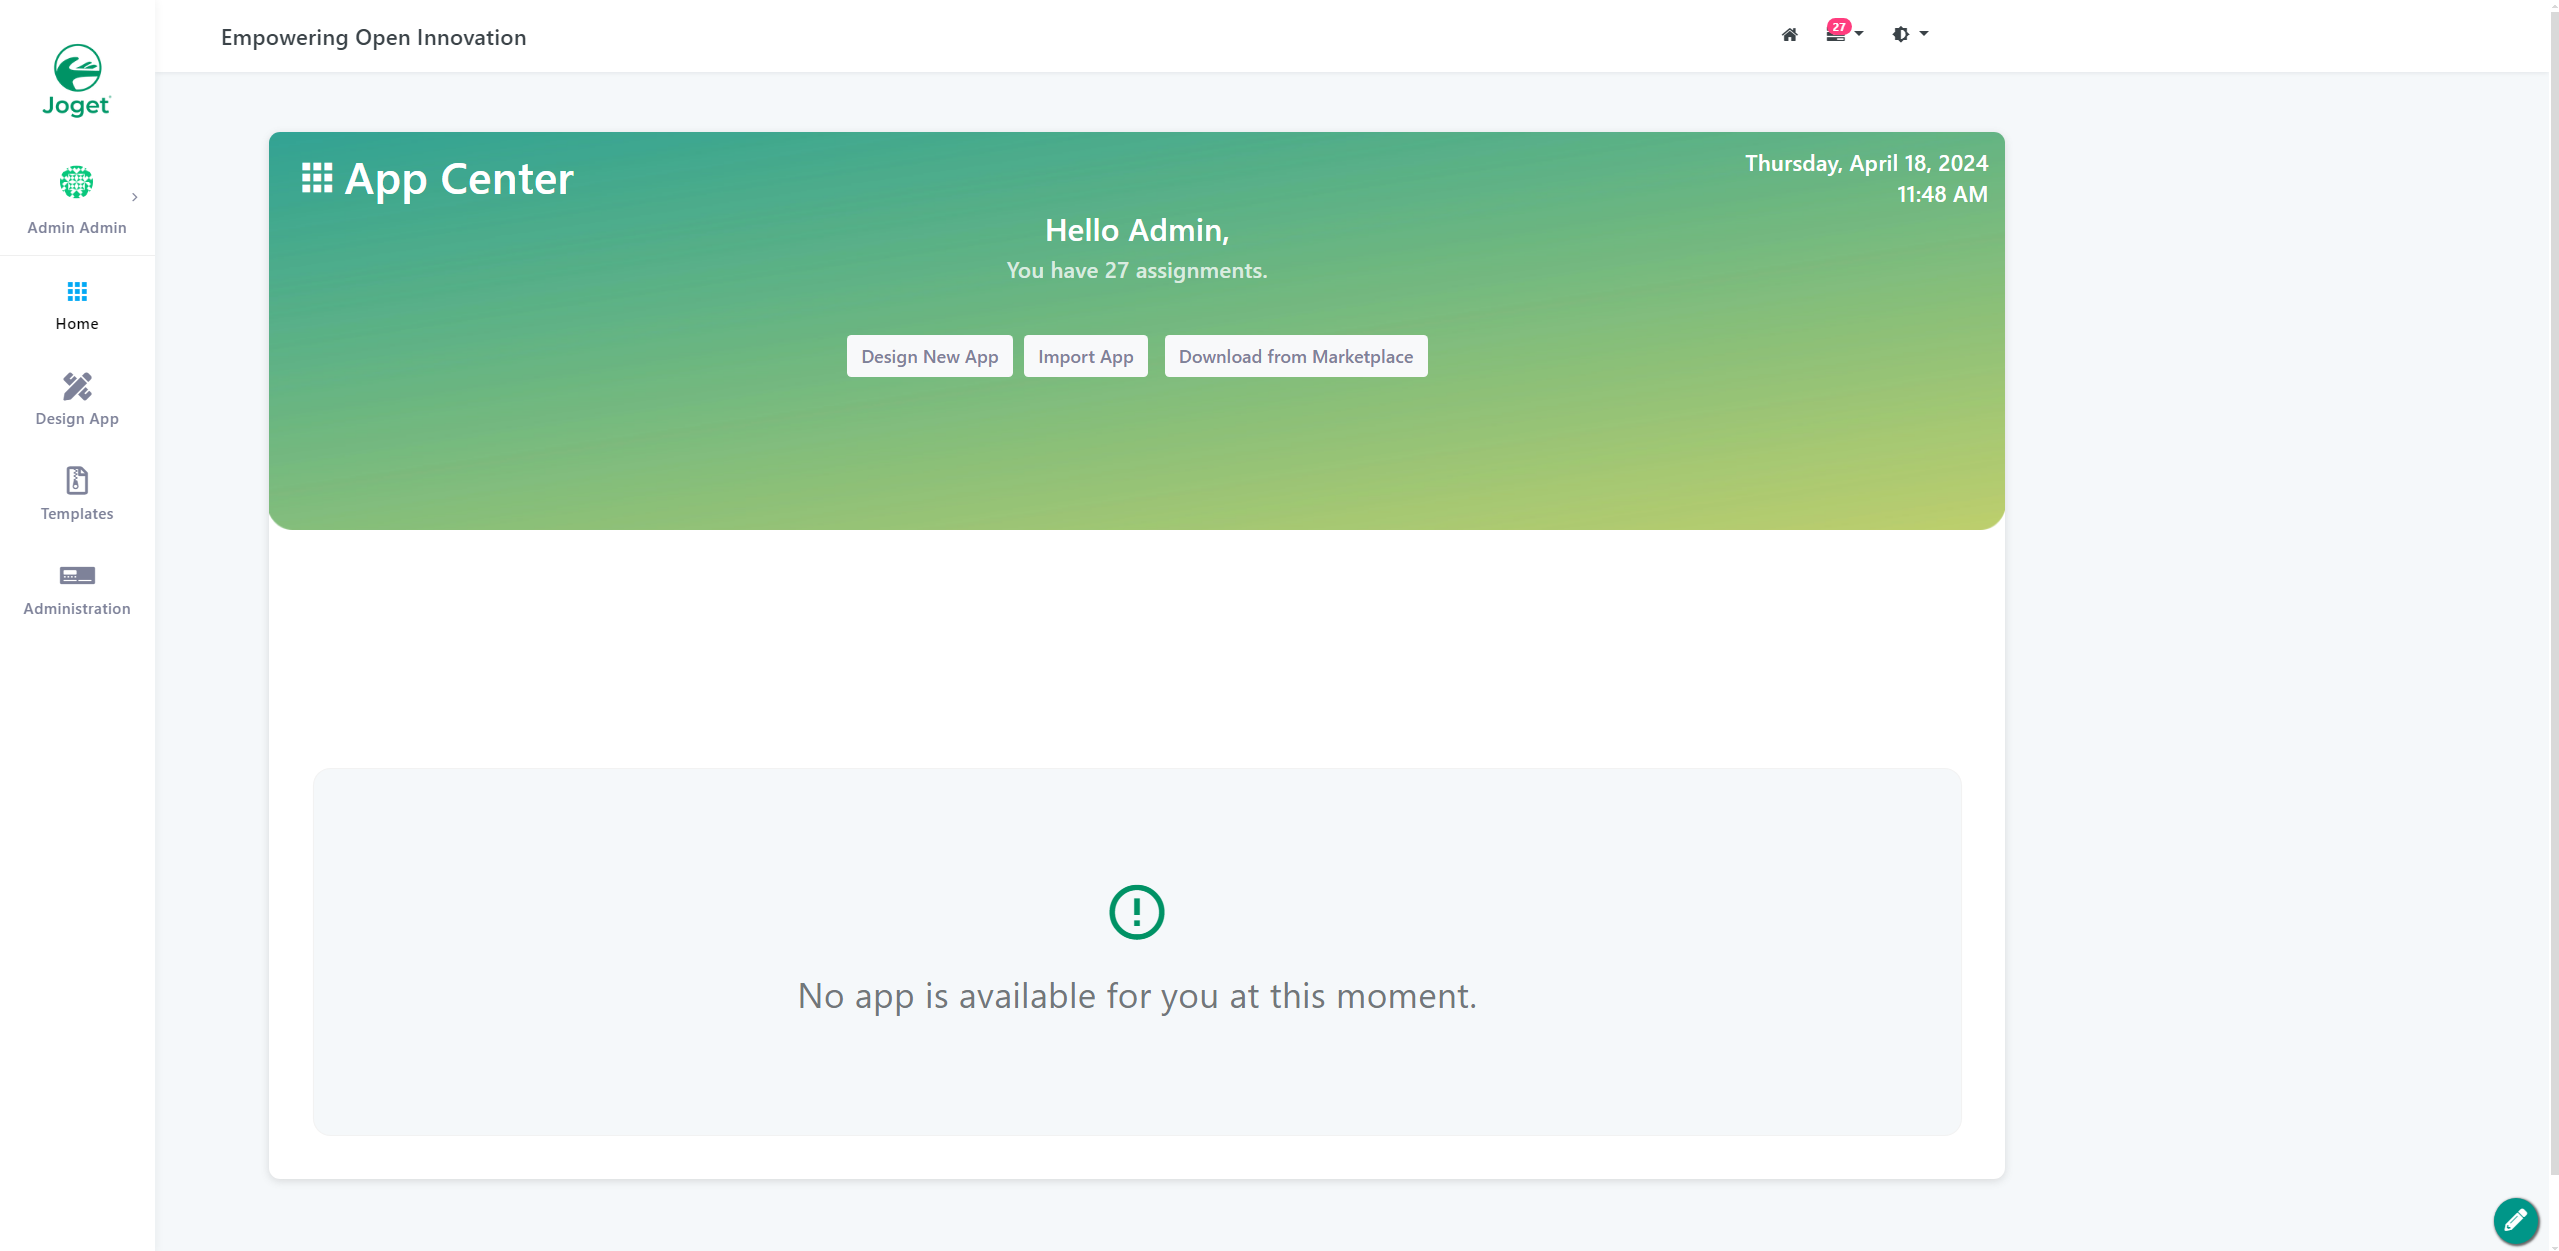 Joget
Admin Admin
Home
Design App
Templates
Administration
Empowering Open Innovation
27
App Center
Thursday, April 18, 2024
11:48 AM
Hello Admin,
You have 27 assignments.
Design New App
Import App
Download from Marketplace
No app is available for you at this moment.